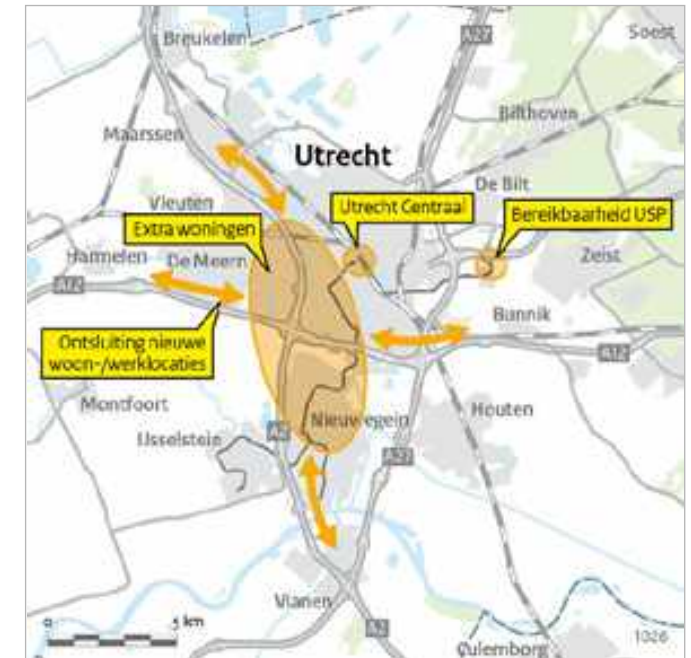 Breukelen
A27
Soest
Maarssen
Bilthoven
Utrecht
De Bilt
Vleuten
Utrecht Centraal
Bereikbaarheid USP
Extra woningen
Harmelen
De Meern
Zeist
A12
Bunnik
Ontsluiting nieuwe
woon-/werklocaties
A12
Montfoort
Nieuwegein
Houten
IJsselstein
A2
A27
Vianen
0
5 km
A2
Culemborg
1026